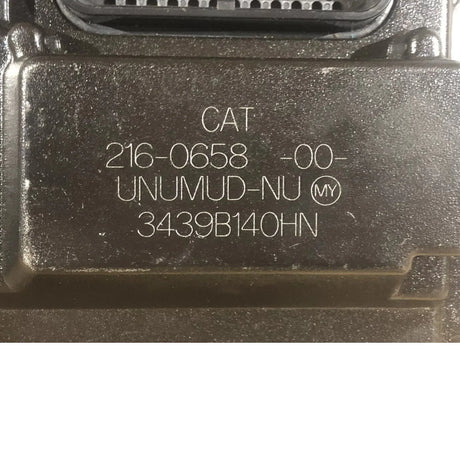 CAT
216-0658 -00-
UNUMUD-NU MY
3439B140HN